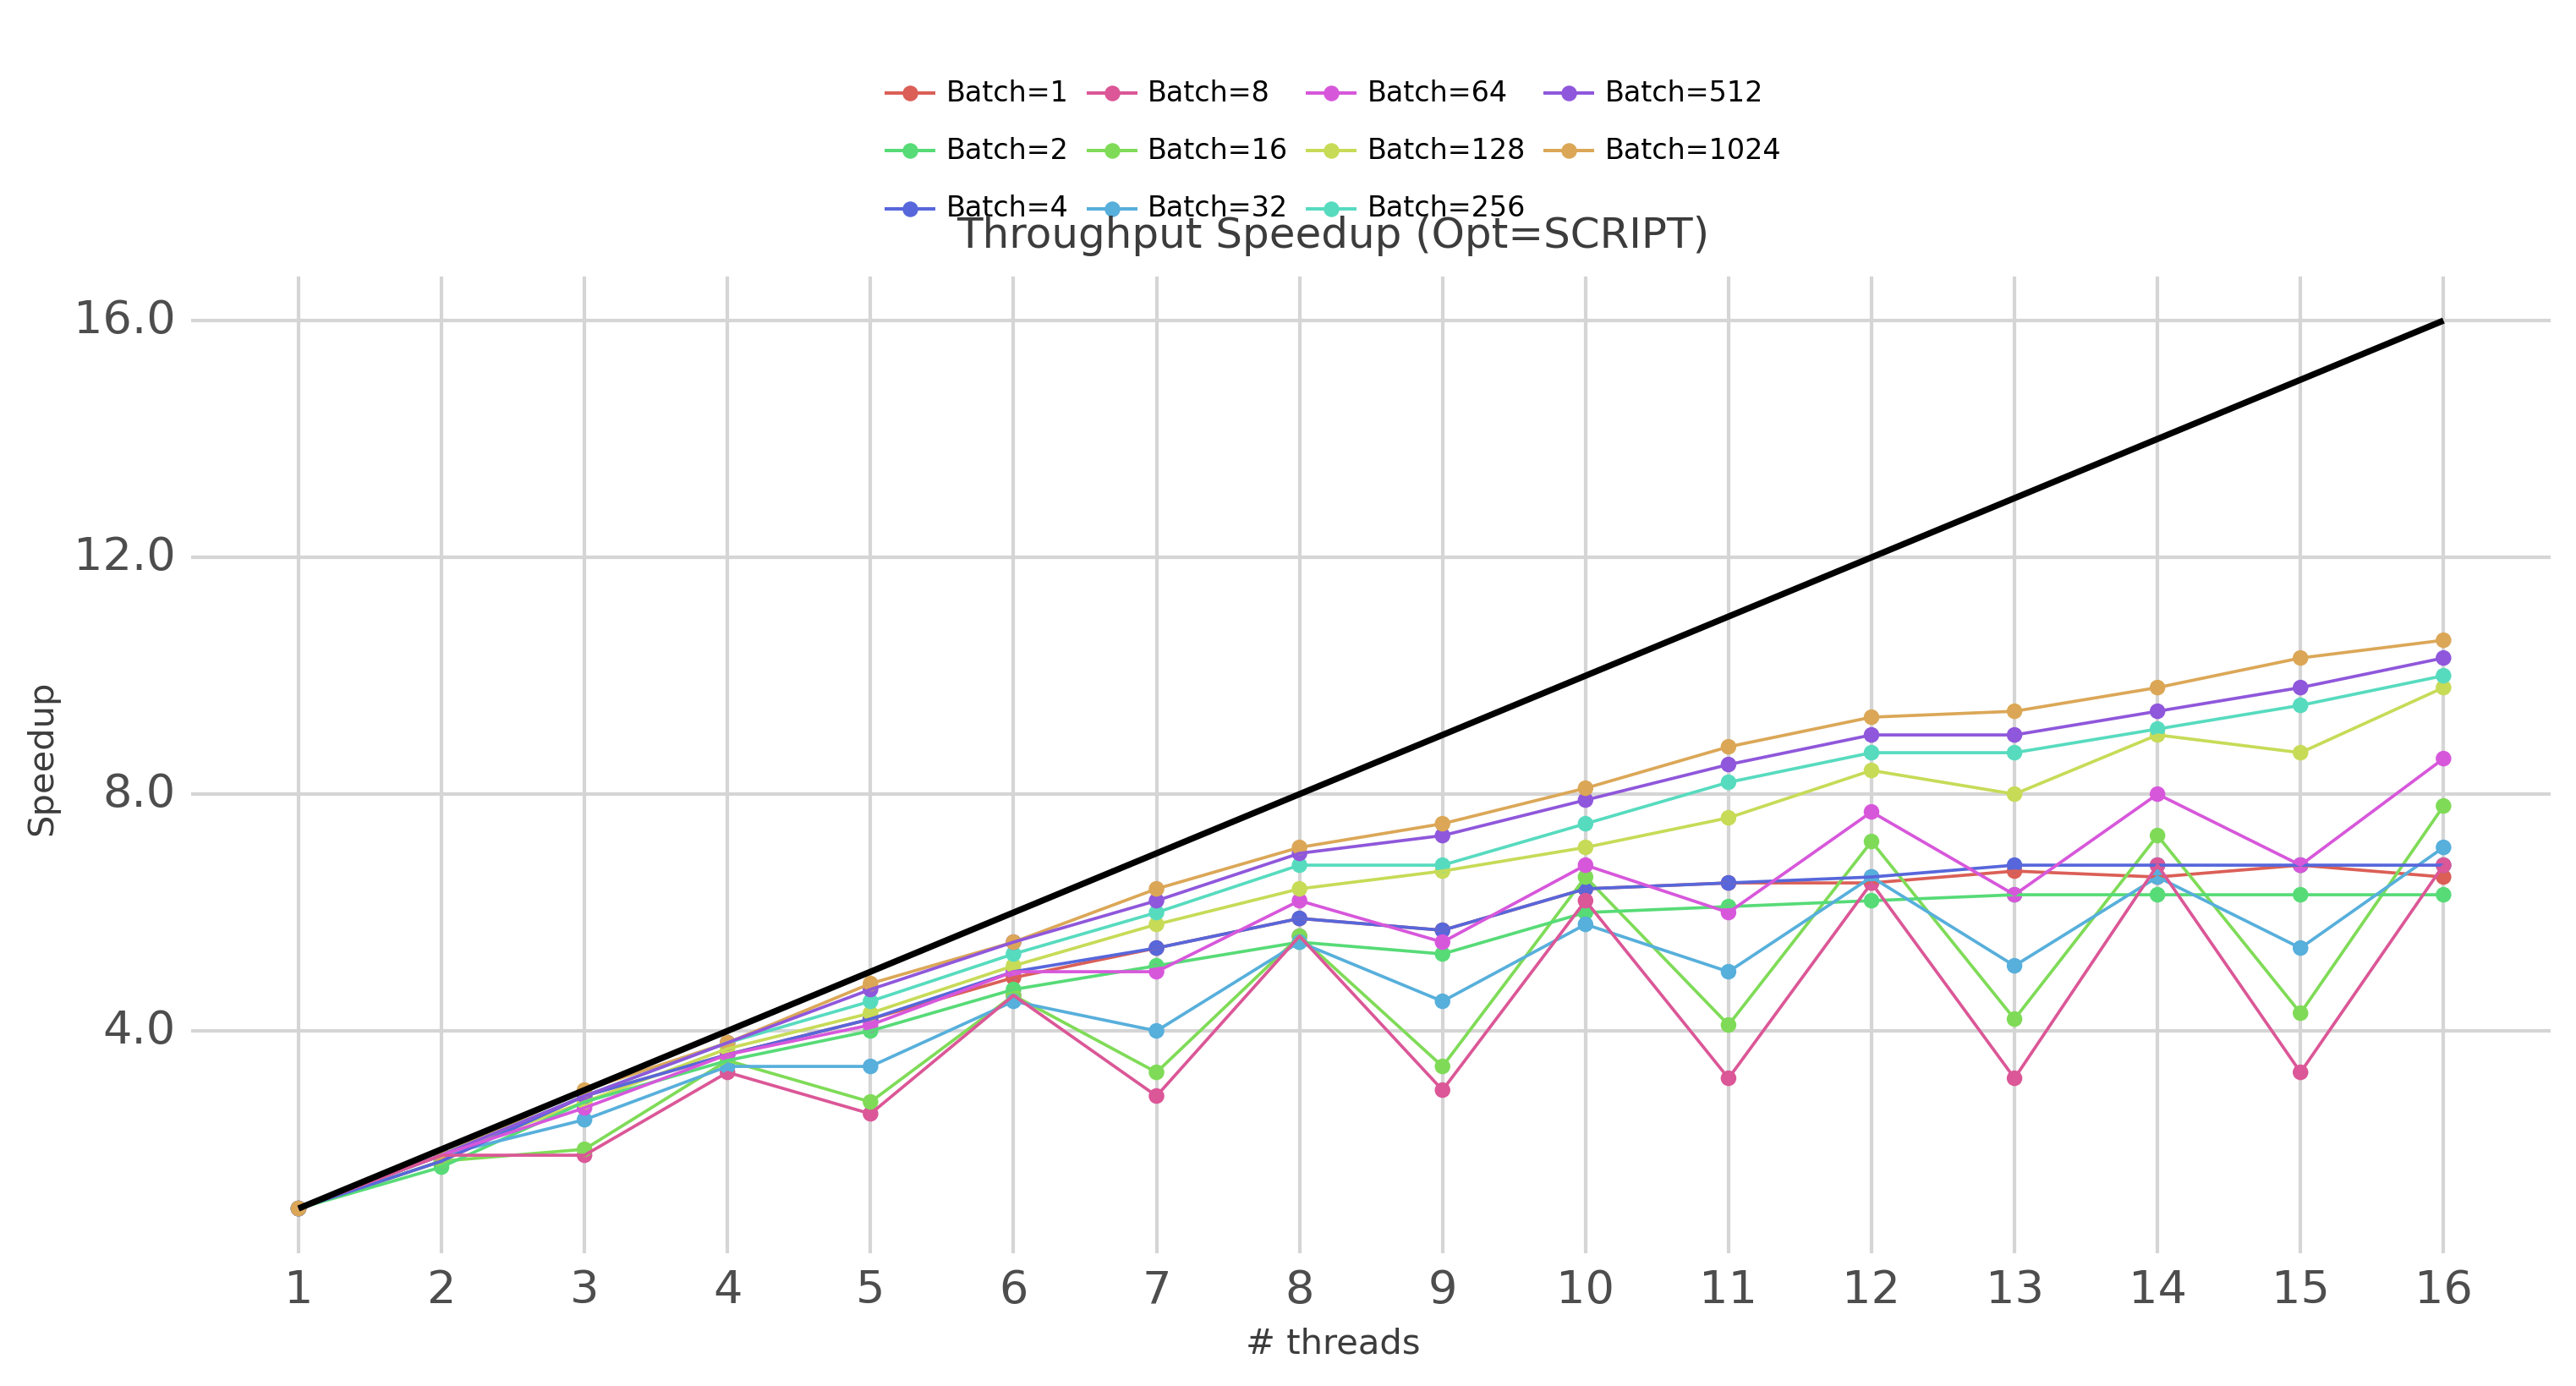 Batch=1 Batch=8 Batch=64 Batch=512
Batch=2 Batch=16 Batch=128 Batch=1024
Batch=4 Batch=32 Batch=256
Throughput Speedup (Opt=SCRIPT)
16.0
12.0
8.0
4.0
Speedup
1 2 3 4 5 6 7 8 9 10 11 12 13 14 15 16
# threads